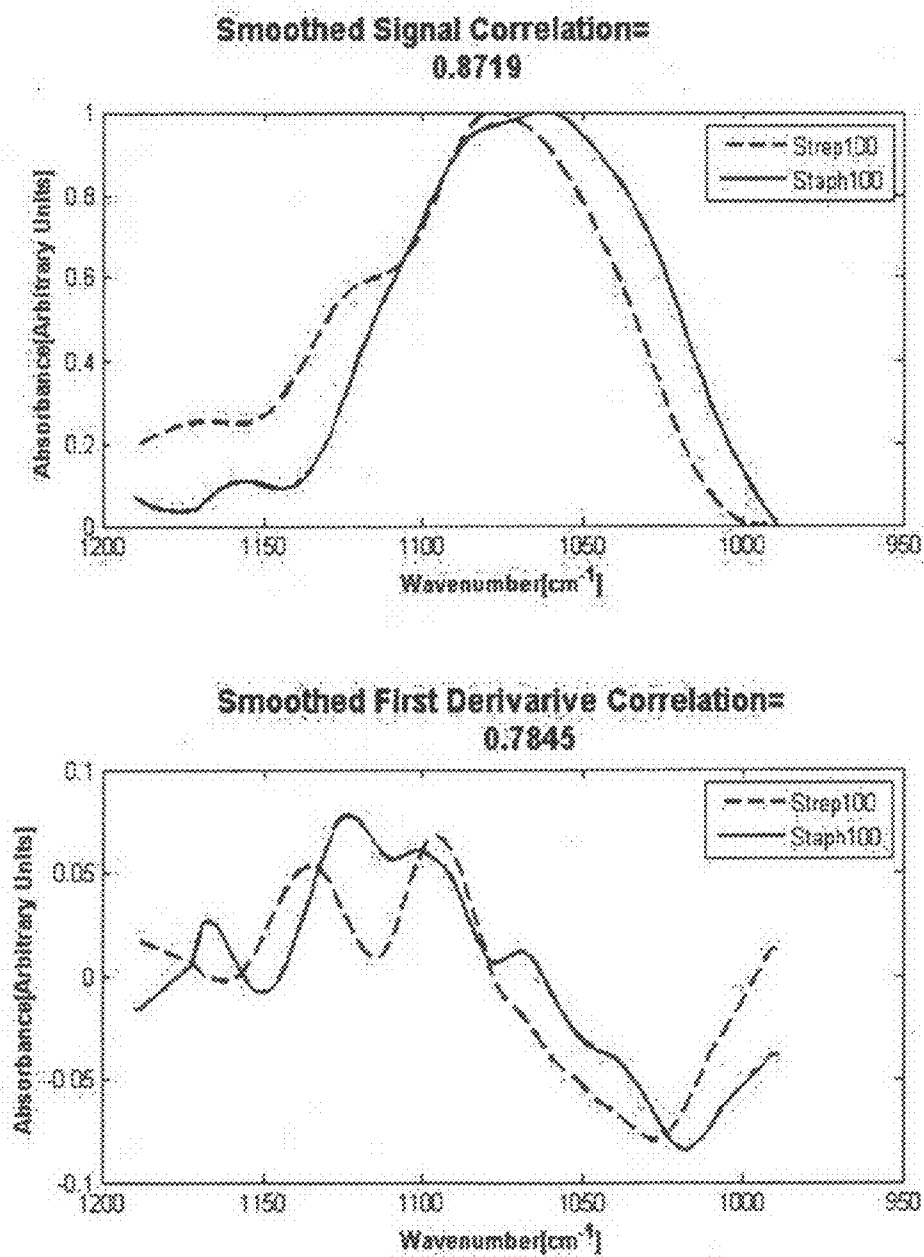 Smoothed Signal Correlation=
0.8719
Absorbance[Arbitrary Units]
1
0.8
0.6
0.4
0.2
0
Strep100
Staph100
1200 1150 1100 1050 1000 950
Wavenumber[cm⁻¹]
Smoothed First Derivarive Correlation=
0.7845
Absorbance[Arbitrary Units]
0.1
0.05
0
-0.05
-0.1
Strep100
Staph100
1200 1150 1100 1050 1000 950
Wavenumber[cm⁻¹]